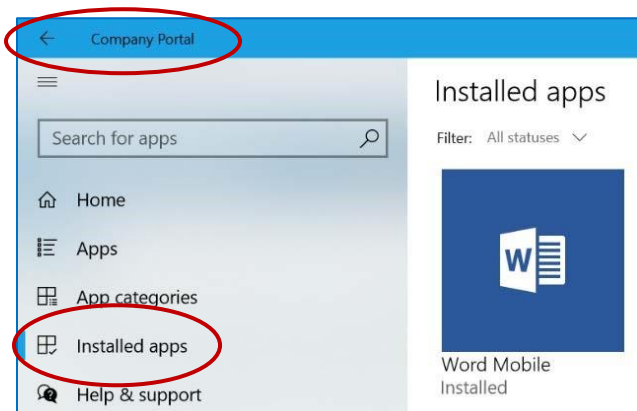 Company Portal
Search for apps
Home
Apps
App categories
Installed apps
Help & support
Installed apps
Filter: All statuses
W
Word Mobile
Installed